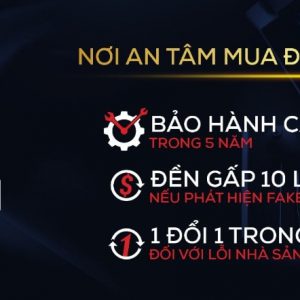 NƠI AN TÂM MUA Đ
BẢO HÀNH C
TRONG 5 NĂM
$
ĐỀN GẤP 10 L
NẾU PHÁT HIỆN FAKE
1
1 ĐỔI 1 TRONG
ĐỐI VỚI LỖI NHÀ SẢN